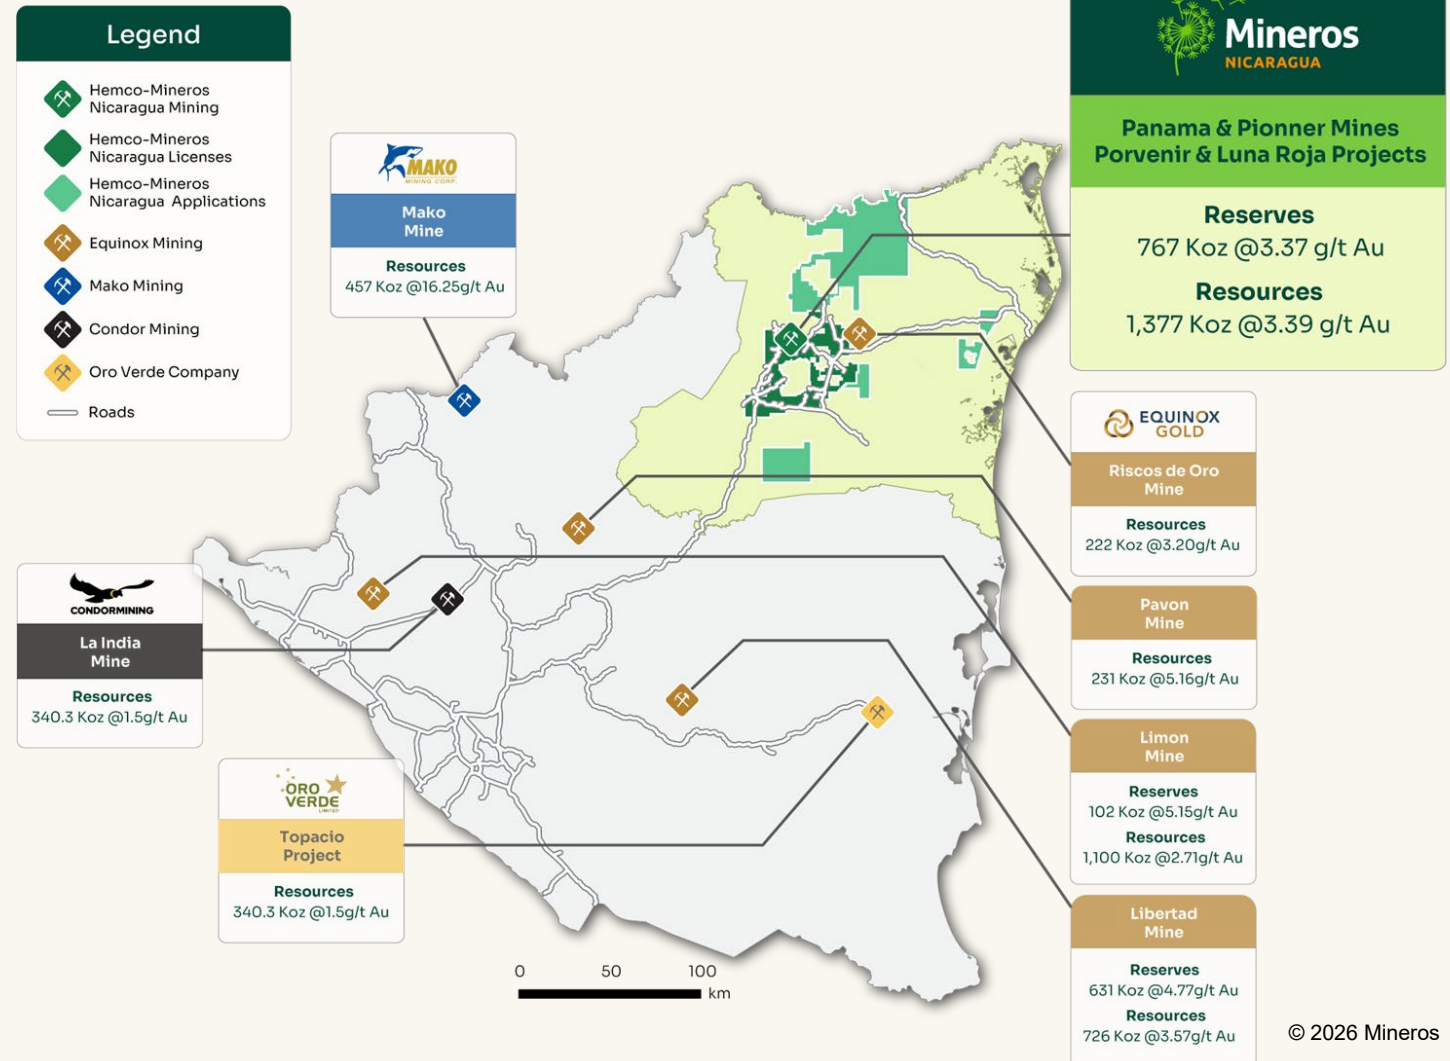 Legend
Hemco-Mineros
Nicaragua Mining
Hemco-Mineros
Nicaragua Licenses
Hemco-Mineros
Nicaragua Applications
Equinox Mining
Mako Mining
Condor Mining
Oro Verde Company
Roads
MAKO
MINING CORP.
Mako
Mine
Resources
457 Koz @16.25g/t Au
Mineros
NICARAGUA
Panama & Pionner Mines
Porvenir & Luna Roja Projects
Reserves
767 Koz @3.37 g/t Au
Resources
1,377 Koz @3.39 g/t Au
EQUINOX
GOLD
Riscos de Oro
Mine
Resources
222 Koz @3.20g/t Au
Pavon
Mine
Resources
231 Koz @5.16g/t Au
Limon
Mine
Reserves
102 Koz @5.15g/t Au
Resources
1,100 Koz @2.71g/t Au
Libertad
Mine
Reserves
631 Koz @4.77g/t Au
Resources
726 Koz @3.57g/t Au
CONDORMINING
La India
Mine
Resources
340.3 Koz @1.5g/t Au
ORO
VERDE
LIMITED
Topacio
Project
Resources
340.3 Koz @1.5g/t Au
0 50 100
km
© 2026 Mineros